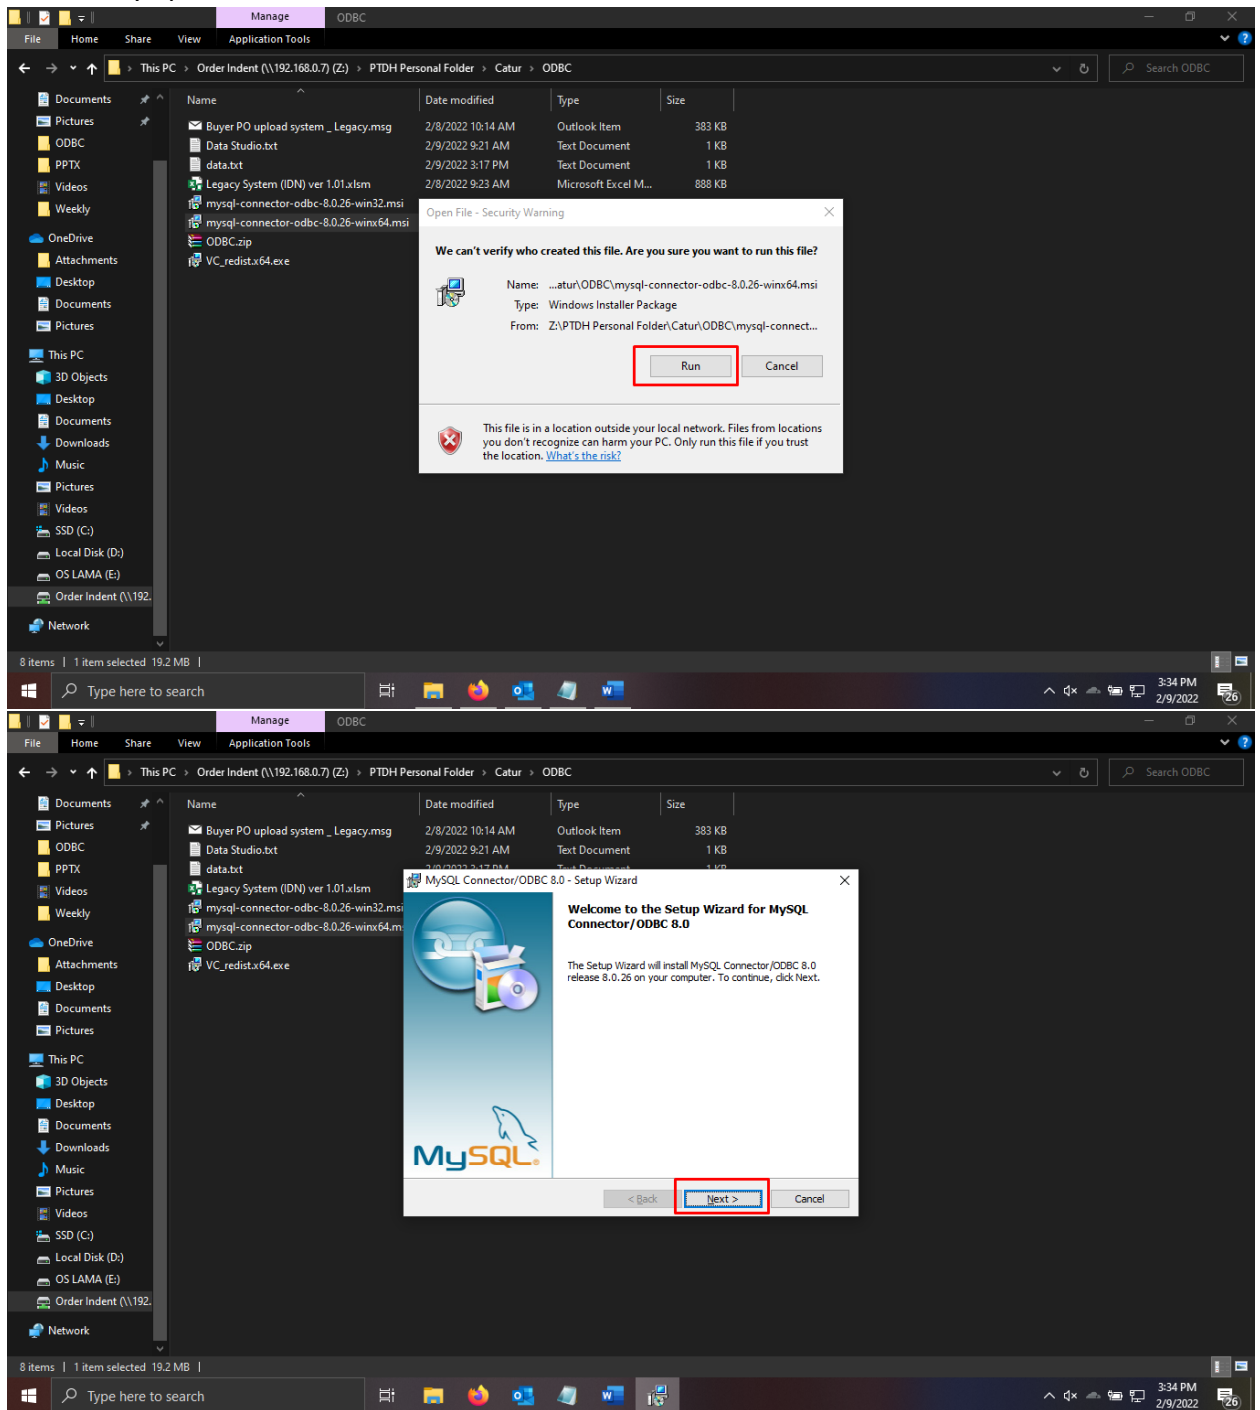 Manage ODBC
File Home Share View Application Tools
This PC > Order Indent (\\192.168.0.7) (Z:) > PTDH Personal Folder > Catur > ODBC
Search ODBC
Documents
Pictures
ODBC
PPTX
Videos
Weekly
OneDrive
Attachments
Desktop
Documents
Pictures
This PC
3D Objects
Desktop
Documents
Downloads
Music
Pictures
Videos
SSD (C:)
Local Disk (D:)
OS LAMA (E:)
Order Indent (\\192.
Network
Name Date modified Type Size
Buyer PO upload system _ Legacy.msg 2/8/2022 10:14 AM Outlook Item 383 KB
Data Studio.txt 2/9/2022 9:21 AM Text Document 1 KB
data.txt 2/9/2022 3:17 PM Text Document 1 KB
Legacy System (IDN) ver 1.01.xlsm 2/8/2022 9:23 AM Microsoft Excel M... 888 KB
mysql-connector-odbc-8.0.26-win32.msi
mysql-connector-odbc-8.0.26-winx64.msi
ODBC.zip
VC_redist.x64.exe
Open File - Security Warning
We can't verify who created this file. Are you sure you want to run this file?
Name: ...atur\ODBC\mysql-connector-odbc-8.0.26-winx64.msi
Type: Windows Installer Package
From: Z:\PTDH Personal Folder\Catur\ODBC\mysql-connect...
Run Cancel
This file is in a location outside your local network. Files from locations
you don't recognize can harm your PC. Only run this file if you trust
the location. What's the risk?
8 items | 1 item selected 19.2 MB |
Type here to search
3:34 PM
2/9/2022
26
Manage ODBC
File Home Share View Application Tools
This PC > Order Indent (\\192.168.0.7) (Z:) > PTDH Personal Folder > Catur > ODBC
Search ODBC
Documents
Pictures
ODBC
PPTX
Videos
Weekly
OneDrive
Attachments
Desktop
Documents
Pictures
This PC
3D Objects
Desktop
Documents
Downloads
Music
Pictures
Videos
SSD (C:)
Local Disk (D:)
OS LAMA (E:)
Order Indent (\\192.
Network
Name Date modified Type Size
Buyer PO upload system _ Legacy.msg 2/8/2022 10:14 AM Outlook Item 383 KB
Data Studio.txt 2/9/2022 9:21 AM Text Document 1 KB
data.txt 2/9/2022 3:17 PM Text Document 1 KB
Legacy System (IDN) ver 1.01.xlsm
mysql-connector-odbc-8.0.26-win32.msi
mysql-connector-odbc-8.0.26-winx64.m
ODBC.zip
VC_redist.x64.exe
MySQL Connector/ODBC 8.0 - Setup Wizard
Welcome to the Setup Wizard for MySQL
Connector/ODBC 8.0
The Setup Wizard will install MySQL Connector/ODBC 8.0
release 8.0.26 on your computer. To continue, click Next.
MySQL
< Back Next > Cancel
8 items | 1 item selected 19.2 MB |
Type here to search
3:34 PM
2/9/2022
26